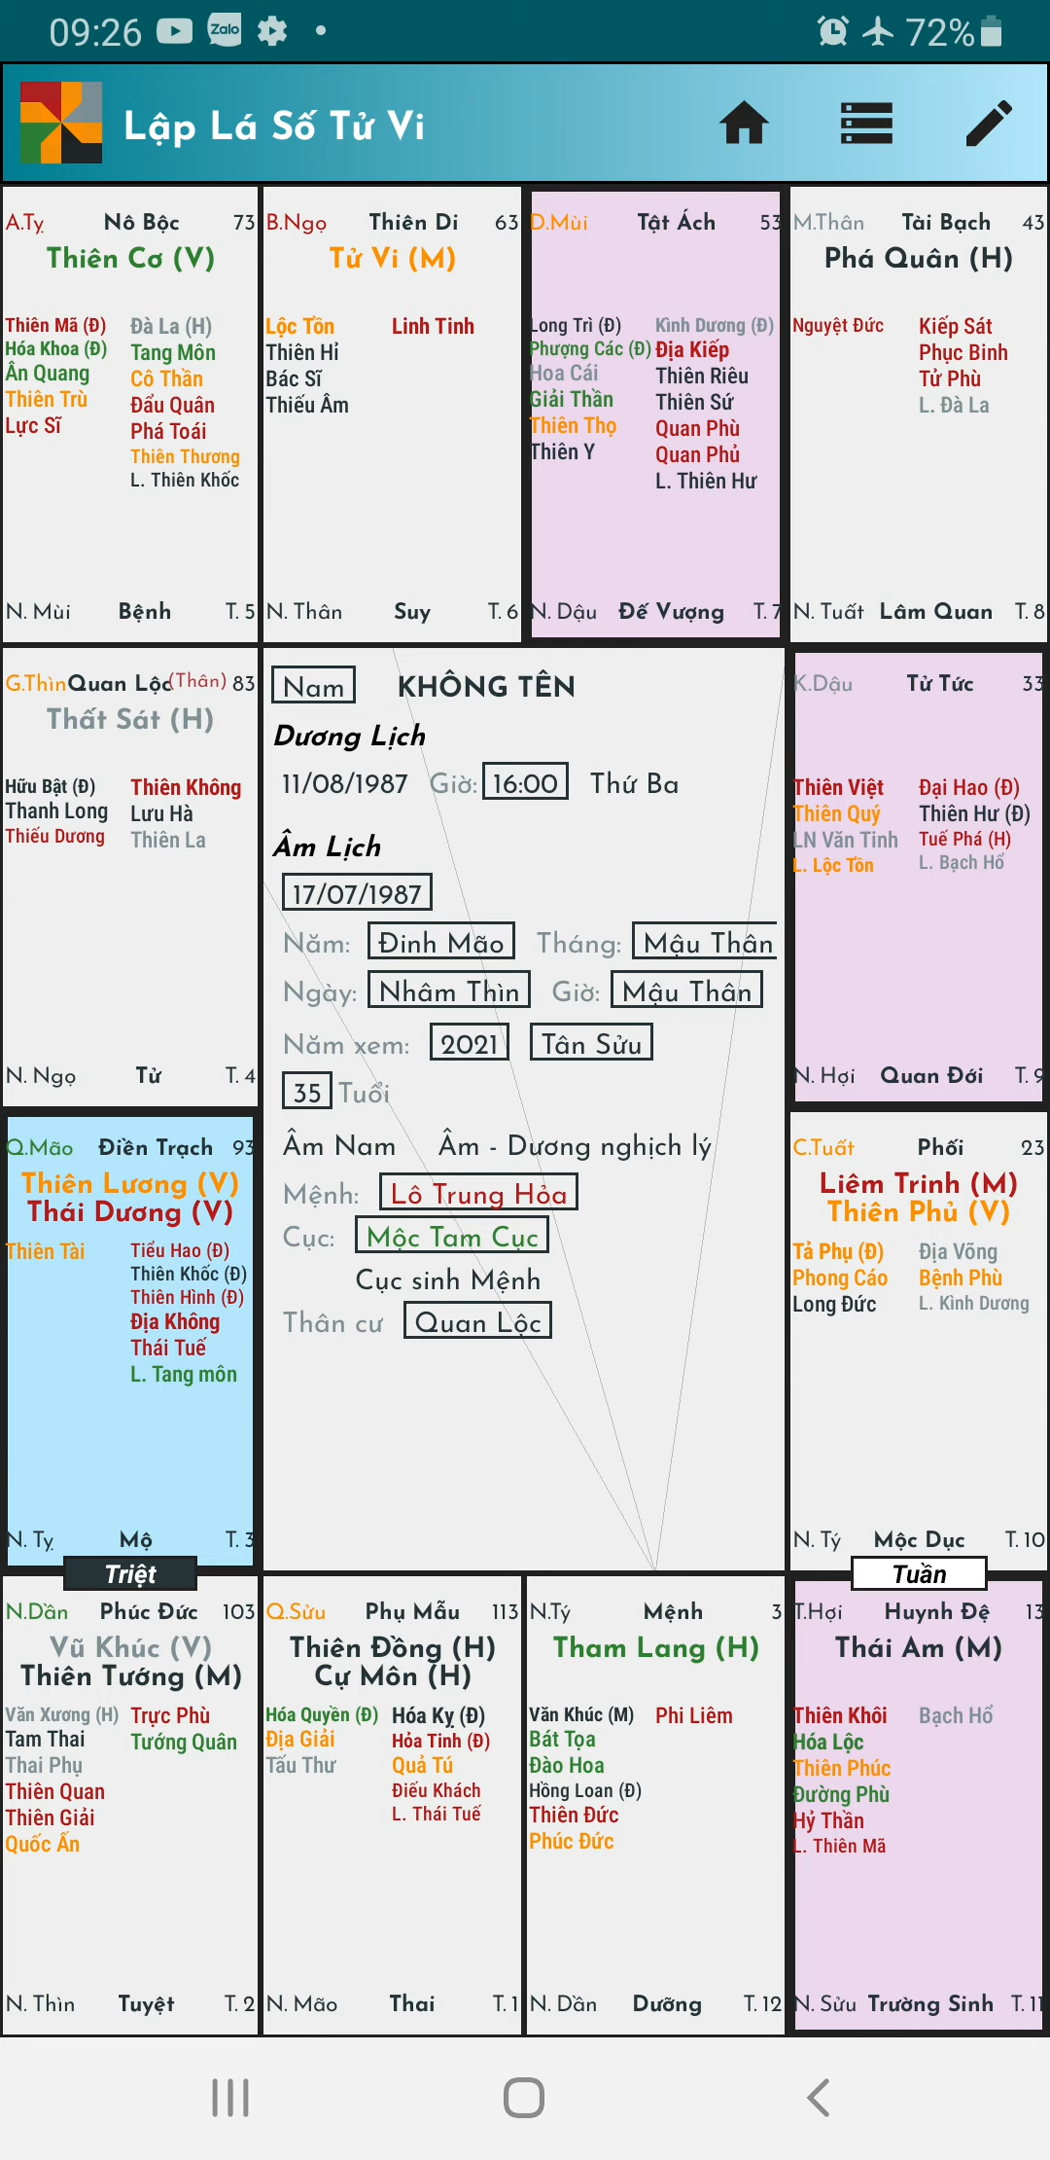 09:26 Zalo 72%
Lập Lá Số Tử Vi
A.Tỵ Nô Bộc 73
Thiên Cơ (V)
Thiên Mã (Đ) Đà La (H)
Hóa Khoa (Đ) Tang Môn
Ân Quang Cô Thần
Thiên Trù Đẩu Quân
Lực Sĩ Phá Toái
Thiên Thương
L. Thiên Khốc
N. Mùi Bệnh T. 5
B.Ngọ Thiên Di 63
Tử Vi (M)
Lộc Tồn Linh Tinh
Thiên Hỉ
Bác Sĩ
Thiếu Âm
N. Thân Suy T. 6
D.Mùi Tật Ách 53
Long Trì (Đ) Kình Dương (Đ)
Phượng Các (Đ) Địa Kiếp
Hoa Cái Thiên Riêu
Giải Thần Thiên Sứ
Thiên Thọ Quan Phù
Thiên Y Quan Phủ
L. Thiên Hư
N. Dậu Đế Vượng T. 7
M.Thân Tài Bạch 43
Phá Quân (H)
Nguyệt Đức Kiếp Sát
Phục Binh
Tử Phù
L. Đà La
N. Tuất Lâm Quan T. 8
G.Thìn Quan Lộc (Thân) 83
Thất Sát (H)
Hữu Bật (Đ) Thiên Không
Thanh Long Lưu Hà
Thiếu Dương Thiên La
N. Ngọ Tử T. 4
Nam KHÔNG TÊN
Dương Lịch
11/08/1987 Giờ: 16:00 Thứ Ba
Âm Lịch
17/07/1987
Năm: Đinh Mão Tháng: Mậu Thân
Ngày: Nhâm Thìn Giờ: Mậu Thân
Năm xem: 2021 Tân Sửu
35 Tuổi
Âm Nam Âm - Dương nghịch lý
Mệnh: Lô Trung Hỏa
Cục: Mộc Tam Cục
Cục sinh Mệnh
Thân cư Quan Lộc
K.Dậu Tử Tức 33
Thiên Việt Đại Hao (Đ)
Thiên Quý Thiên Hư (Đ)
LN Văn Tinh Tuế Phá (H)
L. Lộc Tồn L. Bạch Hổ
N. Hợi Quan Đới T. 9
Q.Mão Điền Trạch 93
Thiên Lương (V)
Thái Dương (V)
Thiên Tài Tiểu Hao (Đ)
Thiên Khốc (Đ)
Thiên Hình (Đ)
Địa Không
Thái Tuế
L. Tang môn
N. Tỵ Mộ T. 3
C.Tuất Phối 23
Liêm Trinh (M)
Thiên Phủ (V)
Tả Phụ (Đ) Địa Võng
Phong Cáo Bệnh Phù
Long Đức L. Kình Dương
N. Tý Mộc Dục T. 10
Triệt Tuần
N.Dần Phúc Đức 103
Vũ Khúc (V)
Thiên Tướng (M)
Văn Xương (H) Trực Phù
Tam Thai Tướng Quân
Thai Phụ
Thiên Quan
Thiên Giải
Quốc Ấn
N. Thìn Tuyệt T. 2
Q.Sửu Phụ Mẫu 113
Thiên Đồng (H)
Cự Môn (H)
Hóa Quyền (Đ) Hóa Kỵ (Đ)
Địa Giải Hỏa Tinh (Đ)
Tấu Thư Quả Tú
Điếu Khách
L. Thái Tuế
N. Mão Thai T. 1
N.Tý Mệnh 3
Tham Lang (H)
Văn Khúc (M) Phi Liêm
Bát Tọa
Đào Hoa
Hồng Loan (Đ)
Thiên Đức
Phúc Đức
N. Dần Dưỡng T. 12
T.Hợi Huynh Đệ 13
Thái Âm (M)
Thiên Khôi Bạch Hổ
Hóa Lộc
Thiên Phúc
Đường Phù
Hỷ Thần
L. Thiên Mã
N. Sửu Trường Sinh T. 11